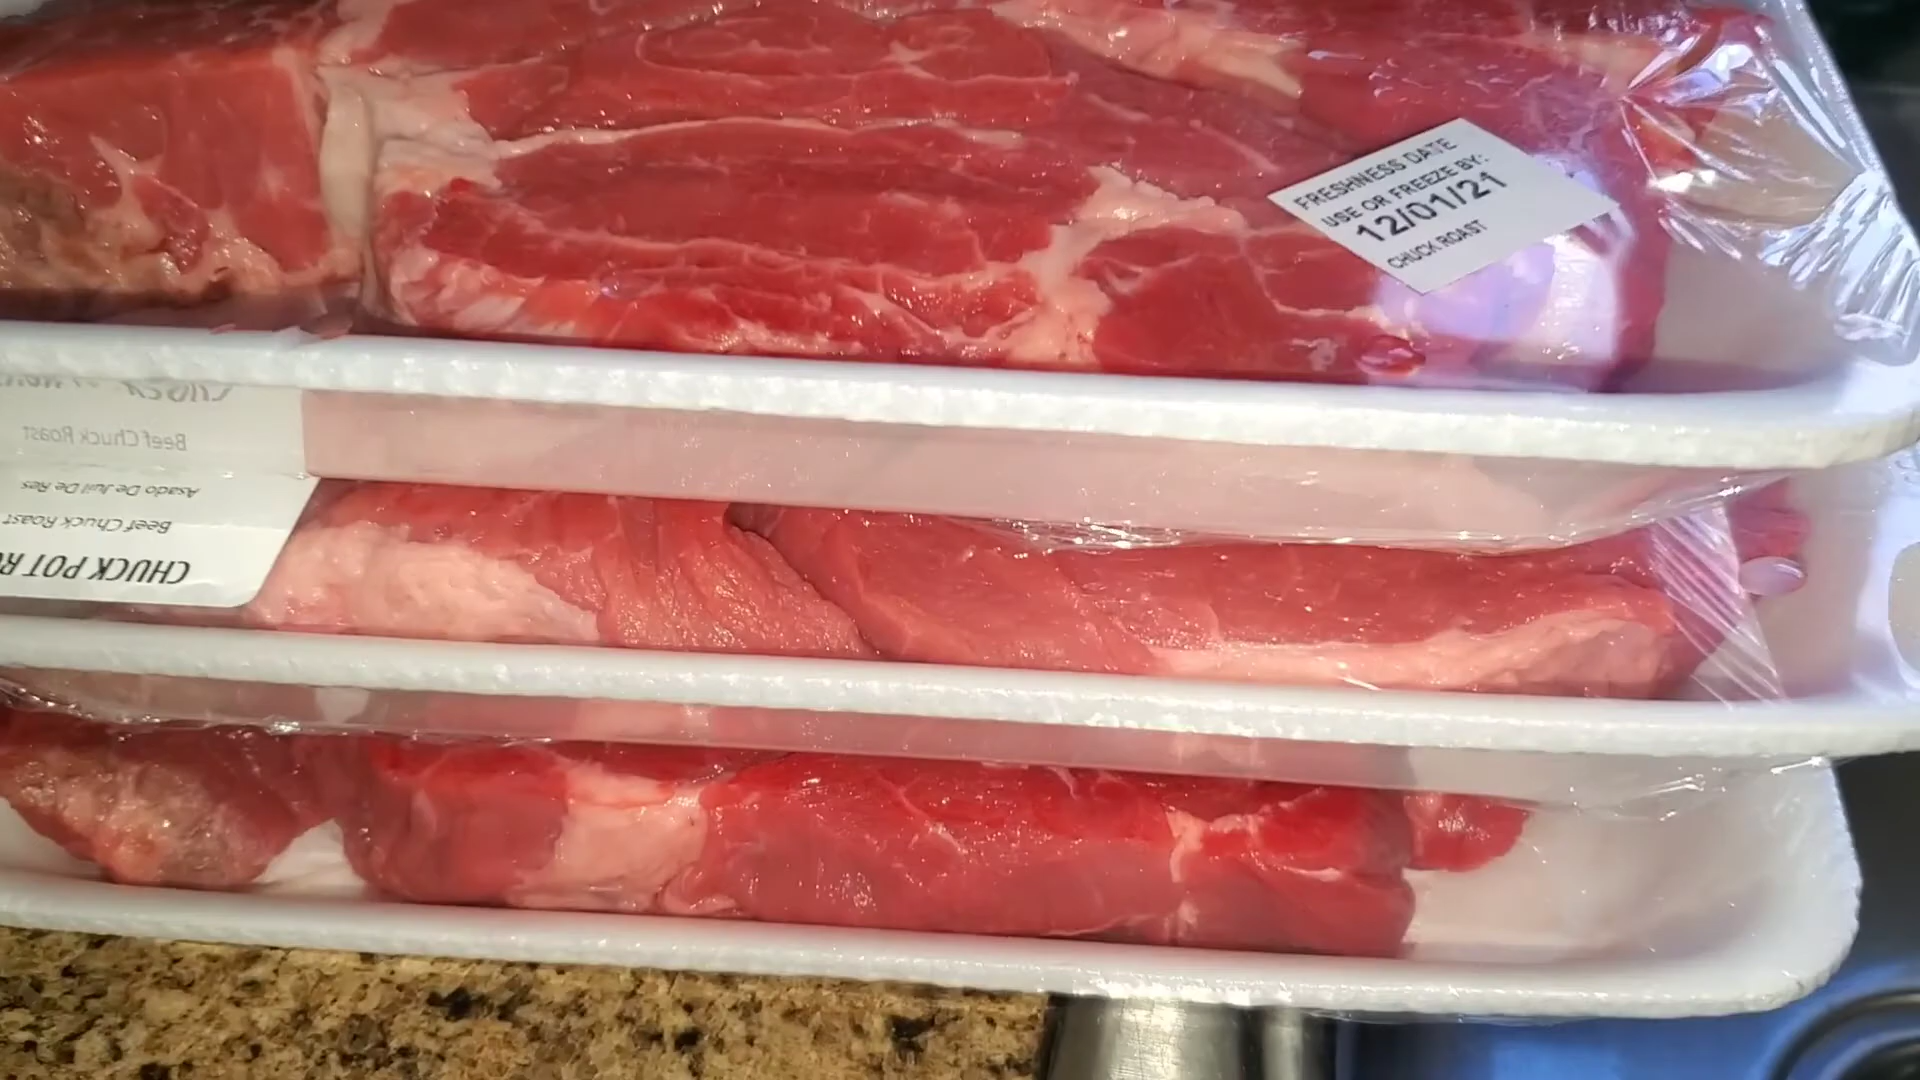 FRESHNESS DATE
USE OR FREEZE BY:
12/01/21
CHUCK ROAST
CHUCK POT
Beef Chuck Roast
Asado De Juil De Res
Beef Chuck Roast
CHUCK